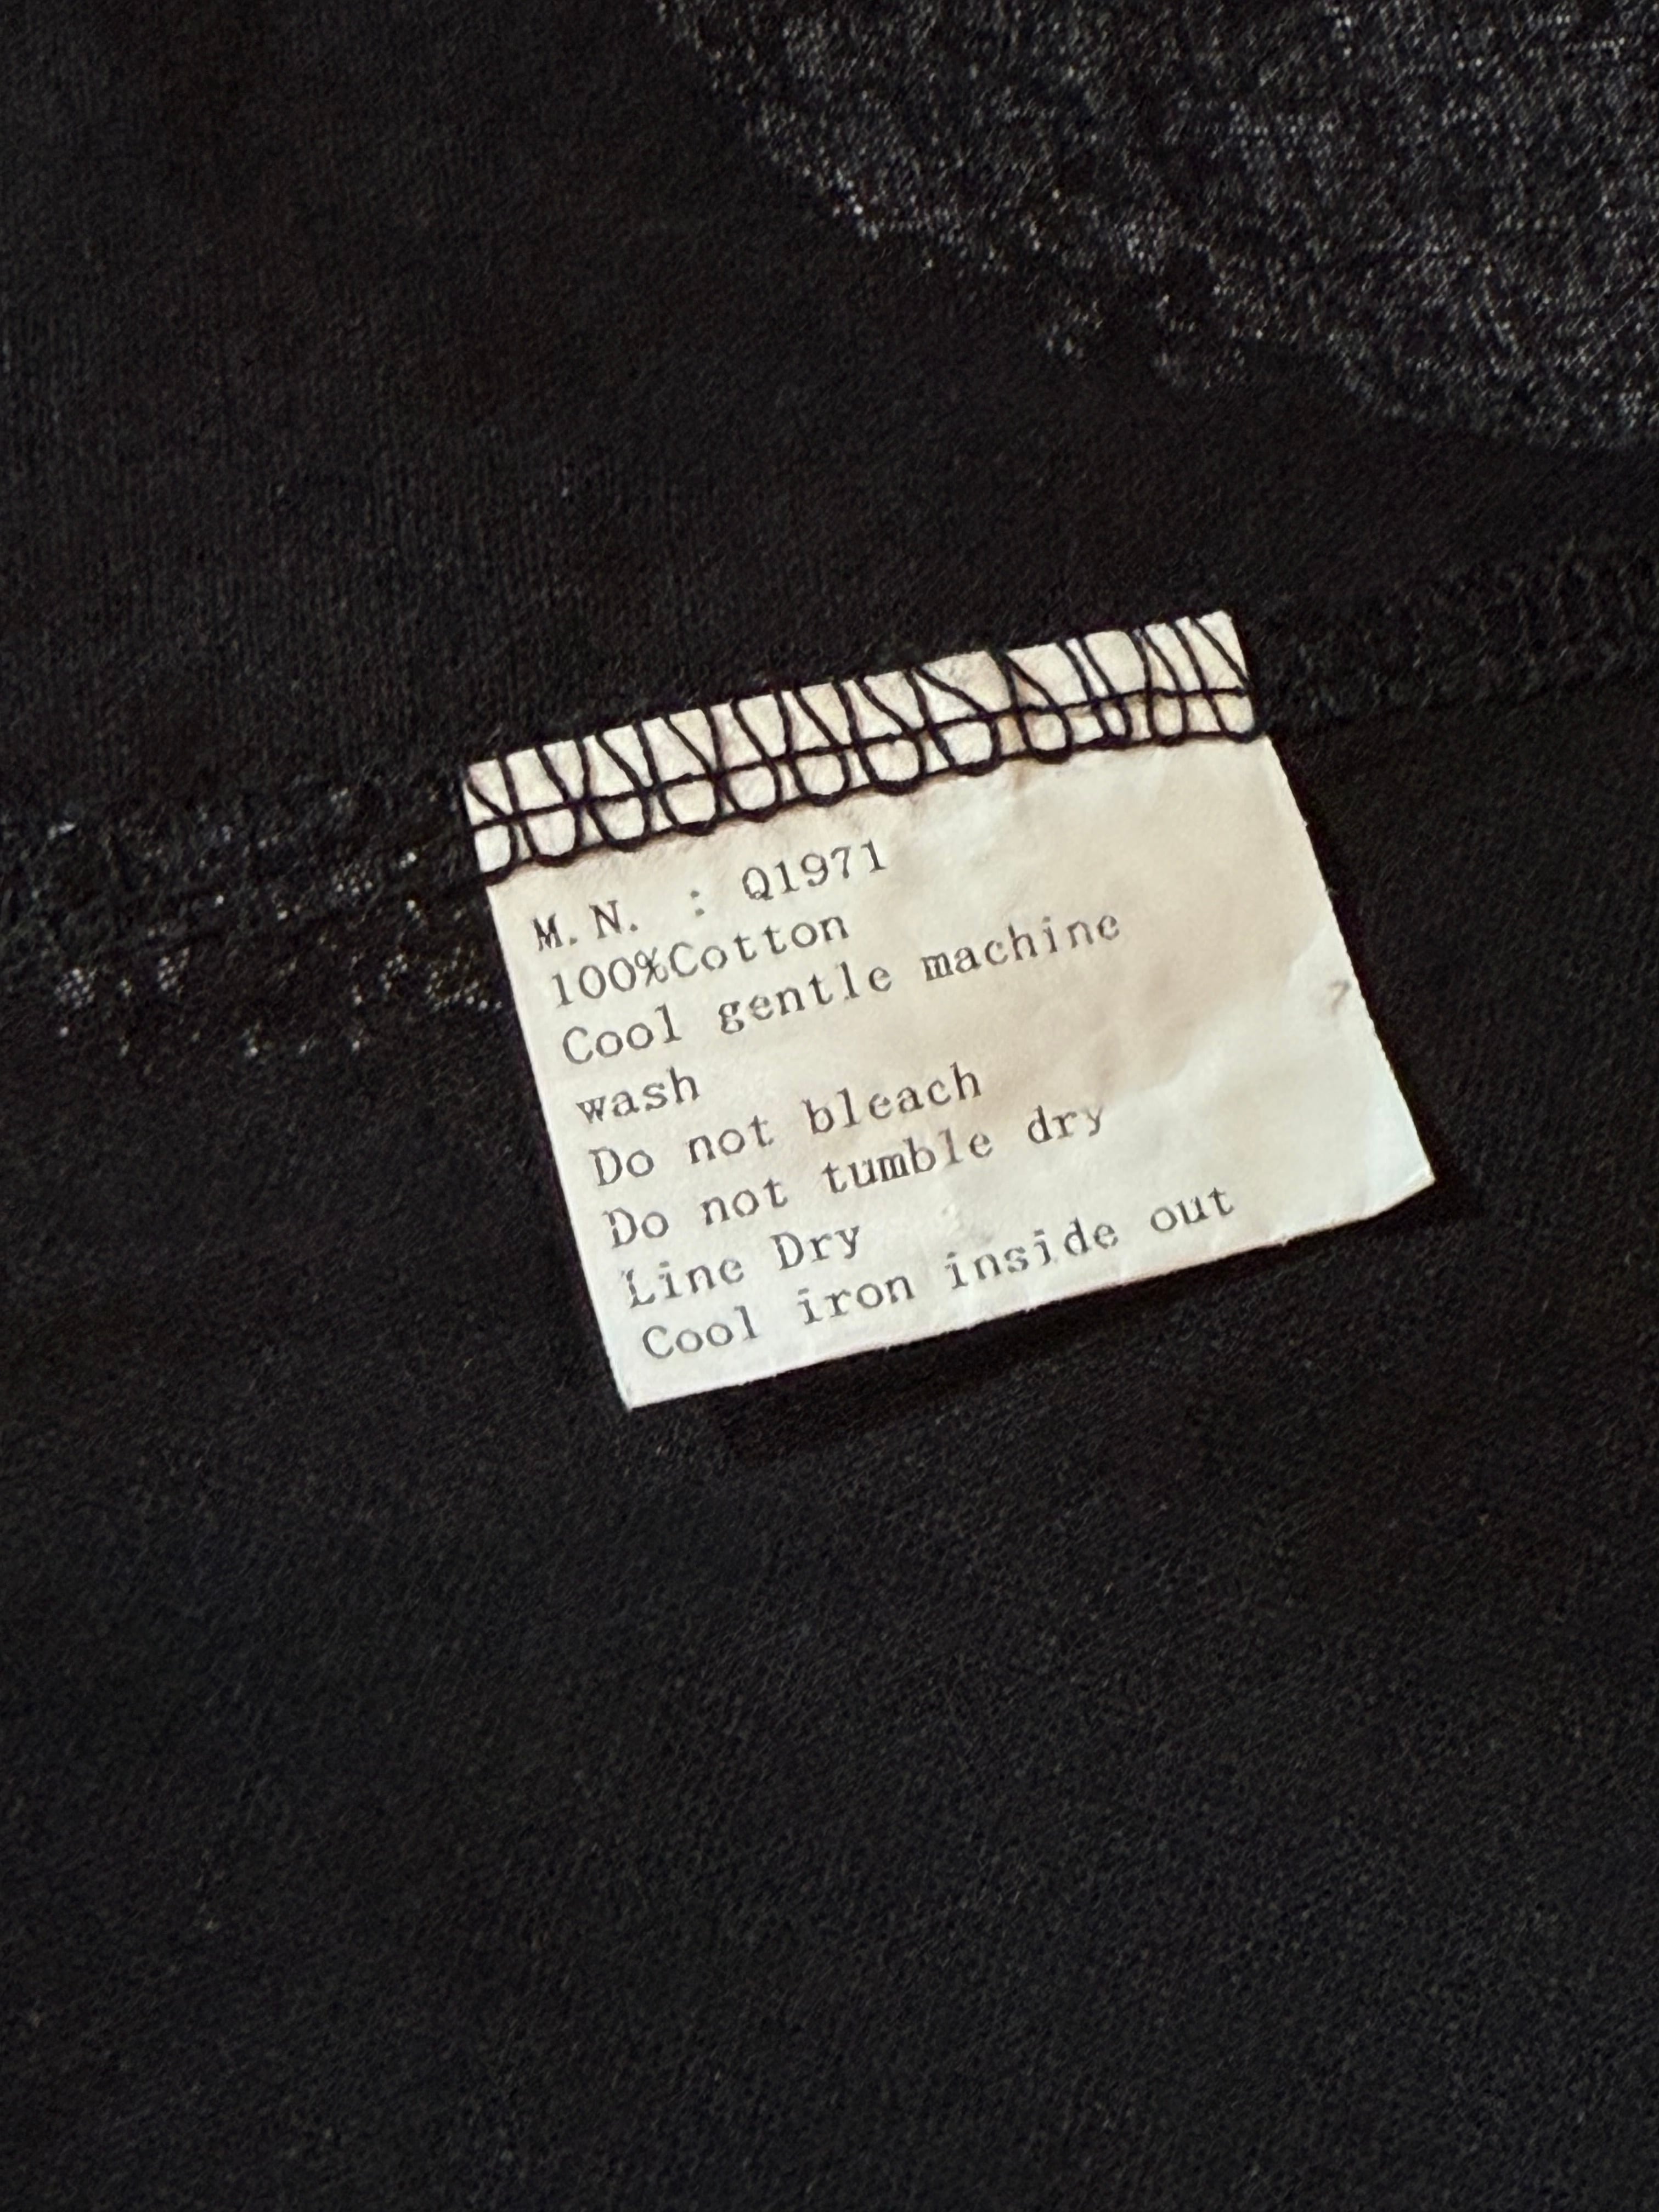 M.N. : Q1971
100%Cotton
Cool gentle machine
wash
Do not bleach
Do not tumble dry
Line Dry
Cool iron inside out